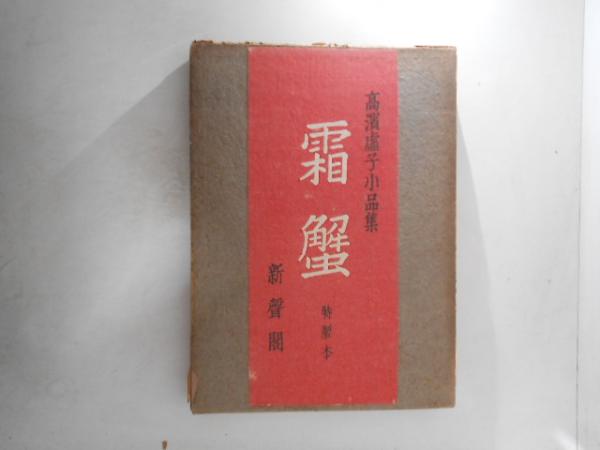 高濱虛子小品集
霜蟹
特製本
新聲閣